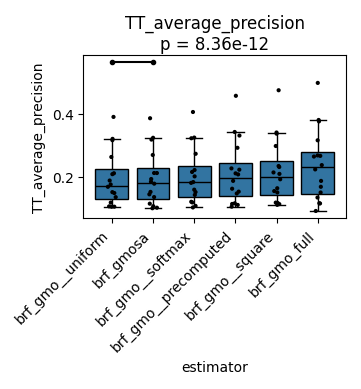 TT_average_precision
p = 8.36e-12
TT_average_precision
0.4
0.2
brf_gmo__uniform
brf_gmosa
brf_gmo__softmax
brf_gmo__precomputed
brf_gmo__square
brf_gmo_full
estimator